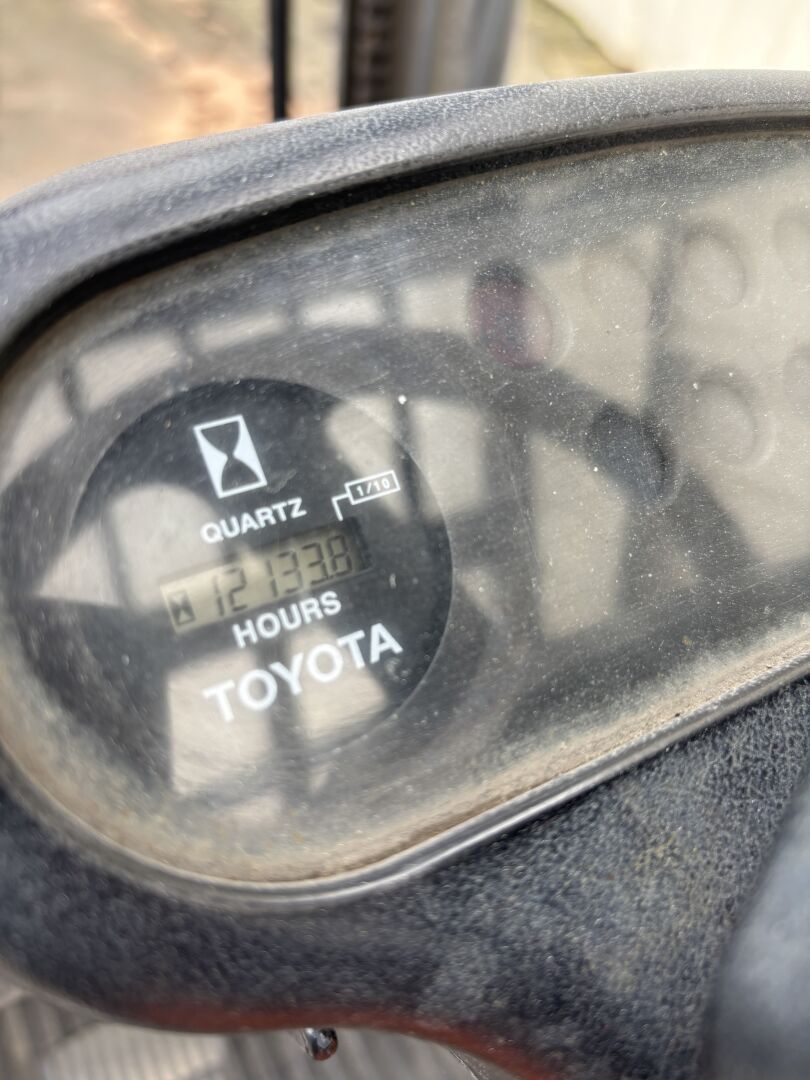 QUARTZ
1/10
12133.8
HOURS
TOYOTA